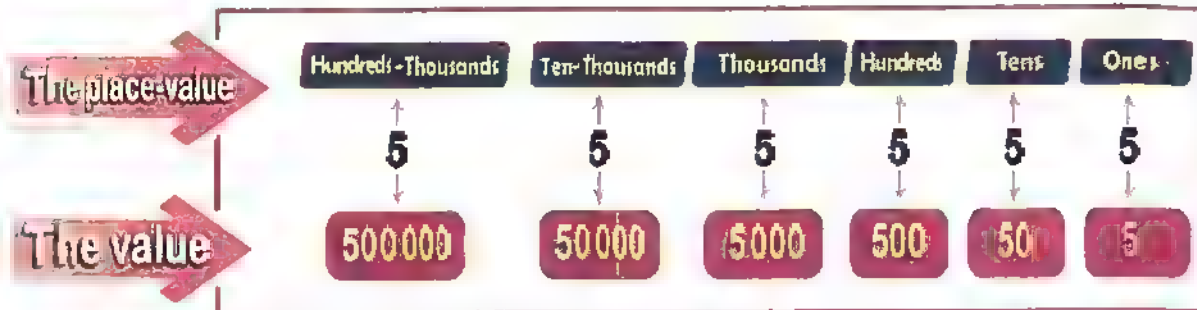 The place-value
Hundreds-Thousands Ten-Thousands Thousands Hundreds Tens Ones
5 5 5 5 5 5
The value
500000 50000 5000 500 50 5